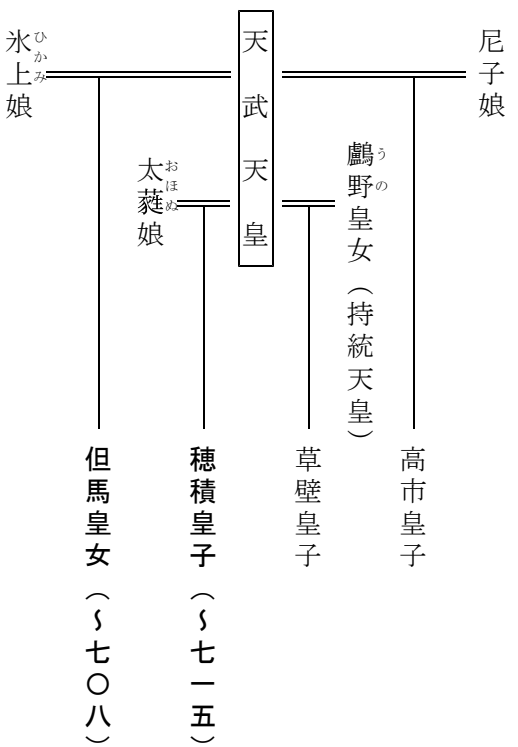 尼子娘
天武天皇
氷上娘
ひかみ
鸕野皇女（持統天皇）
うの
太蕤娘
おほぬ
高市皇子
草壁皇子
穂積皇子（～七一五）
但馬皇女（～七〇八）